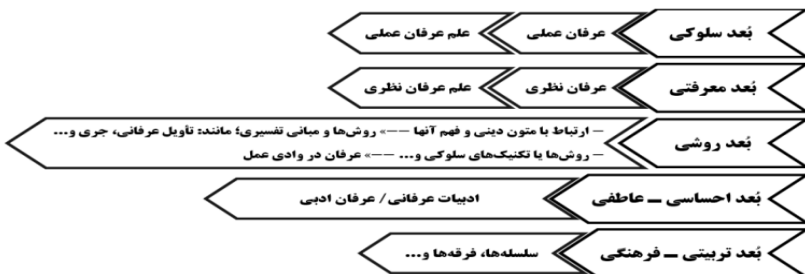 بُعد سلوکی عرفان عملی علم عرفان عملی
بُعد معرفتی عرفان نظری علم عرفان نظری
بُعد روشی
– ارتباط با متون دینی و فهم آنها ——» روش‌ها و مبانی تفسیری؛ مانند: تأویل عرفانی، جری و...
– روش‌ها یا تکنیک‌های سلوکی و... ——» عرفان در وادی عمل
بُعد احساسی – عاطفی ادبیات عرفانی / عرفان ادبی
بُعد تربیتی – فرهنگی سلسله‌ها، فرقه‌ها و...